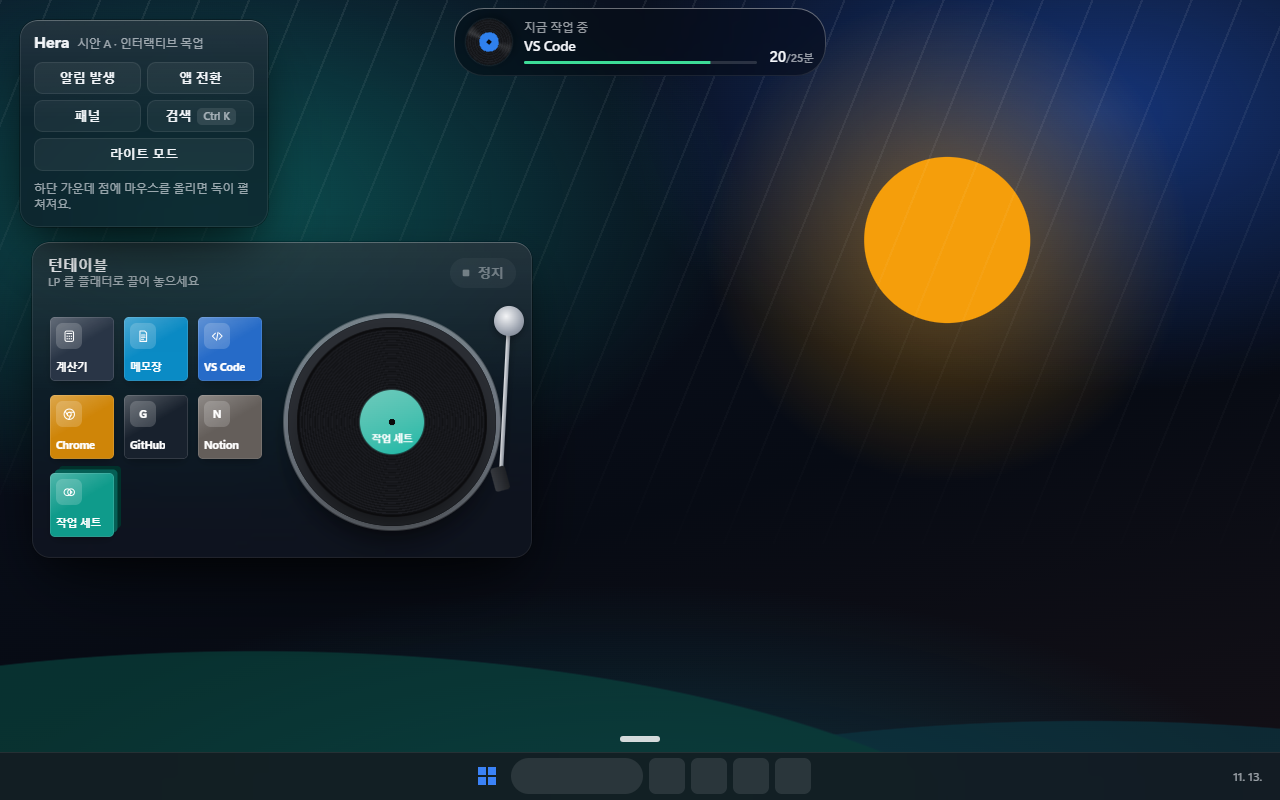 Hera 시안 A · 인터랙티브 목업
알림 발생
앱 전환
패널
검색 Ctrl K
라이트 모드
하단 가운데 점에 마우스를 올리면 독이 펼
쳐져요.
지금 작업 중
VS Code
20/25분
턴테이블
LP 를 플래터로 끌어 놓으세요
정지
계산기
메모장
VS Code
Chrome
G
GitHub
N
Notion
작업 세트
작업 세트
11. 13.